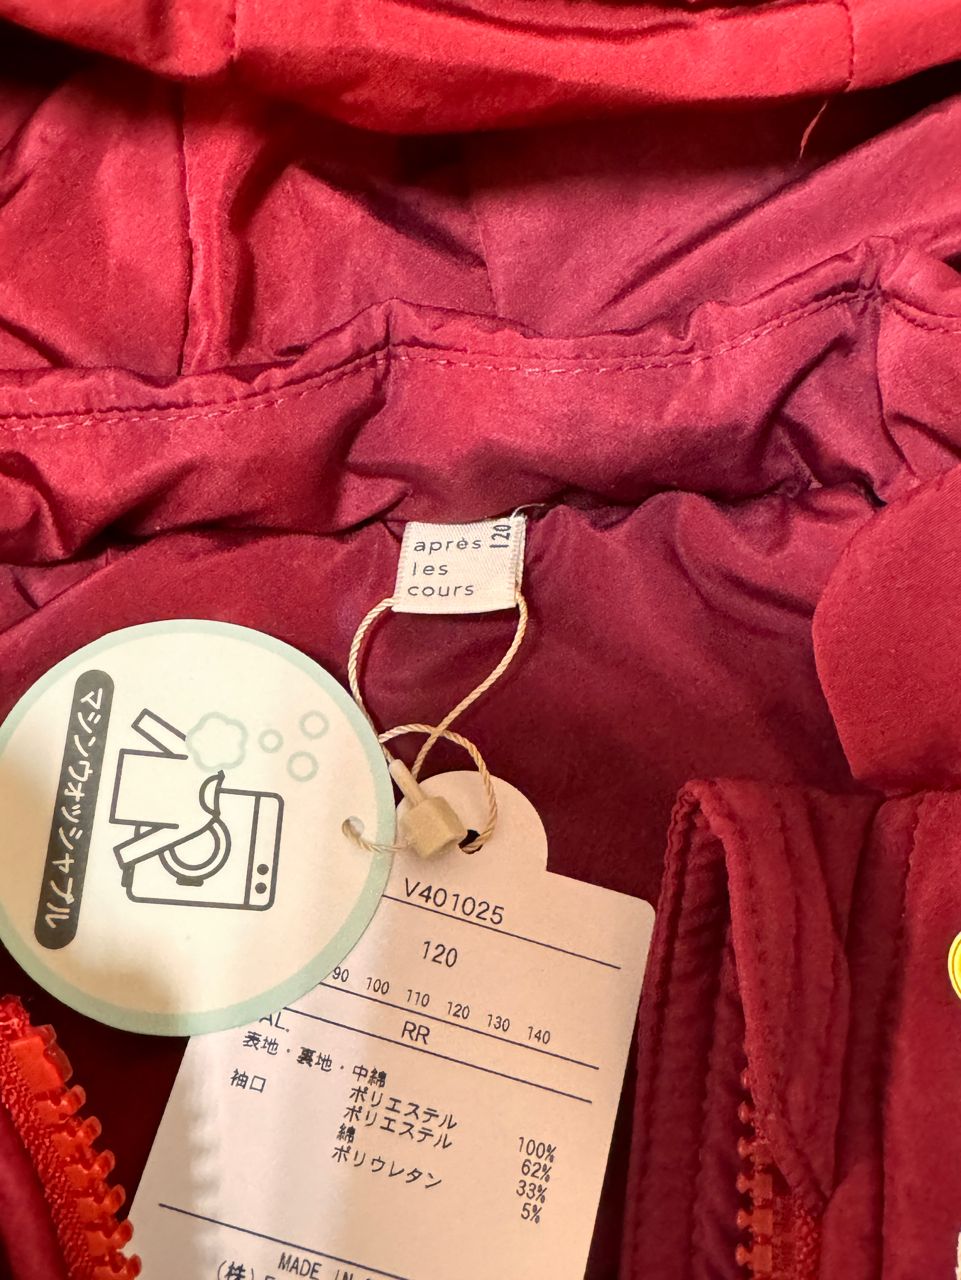 après
les
cours
120
マシンウォッシャブル
V401025
120
90 100 110 120 130 140
RR
表地・裏地・中綿
ポリエステル 100%
袖口 ポリエステル 62%
綿 33%
ポリウレタン 5%
MADE IN
(株)